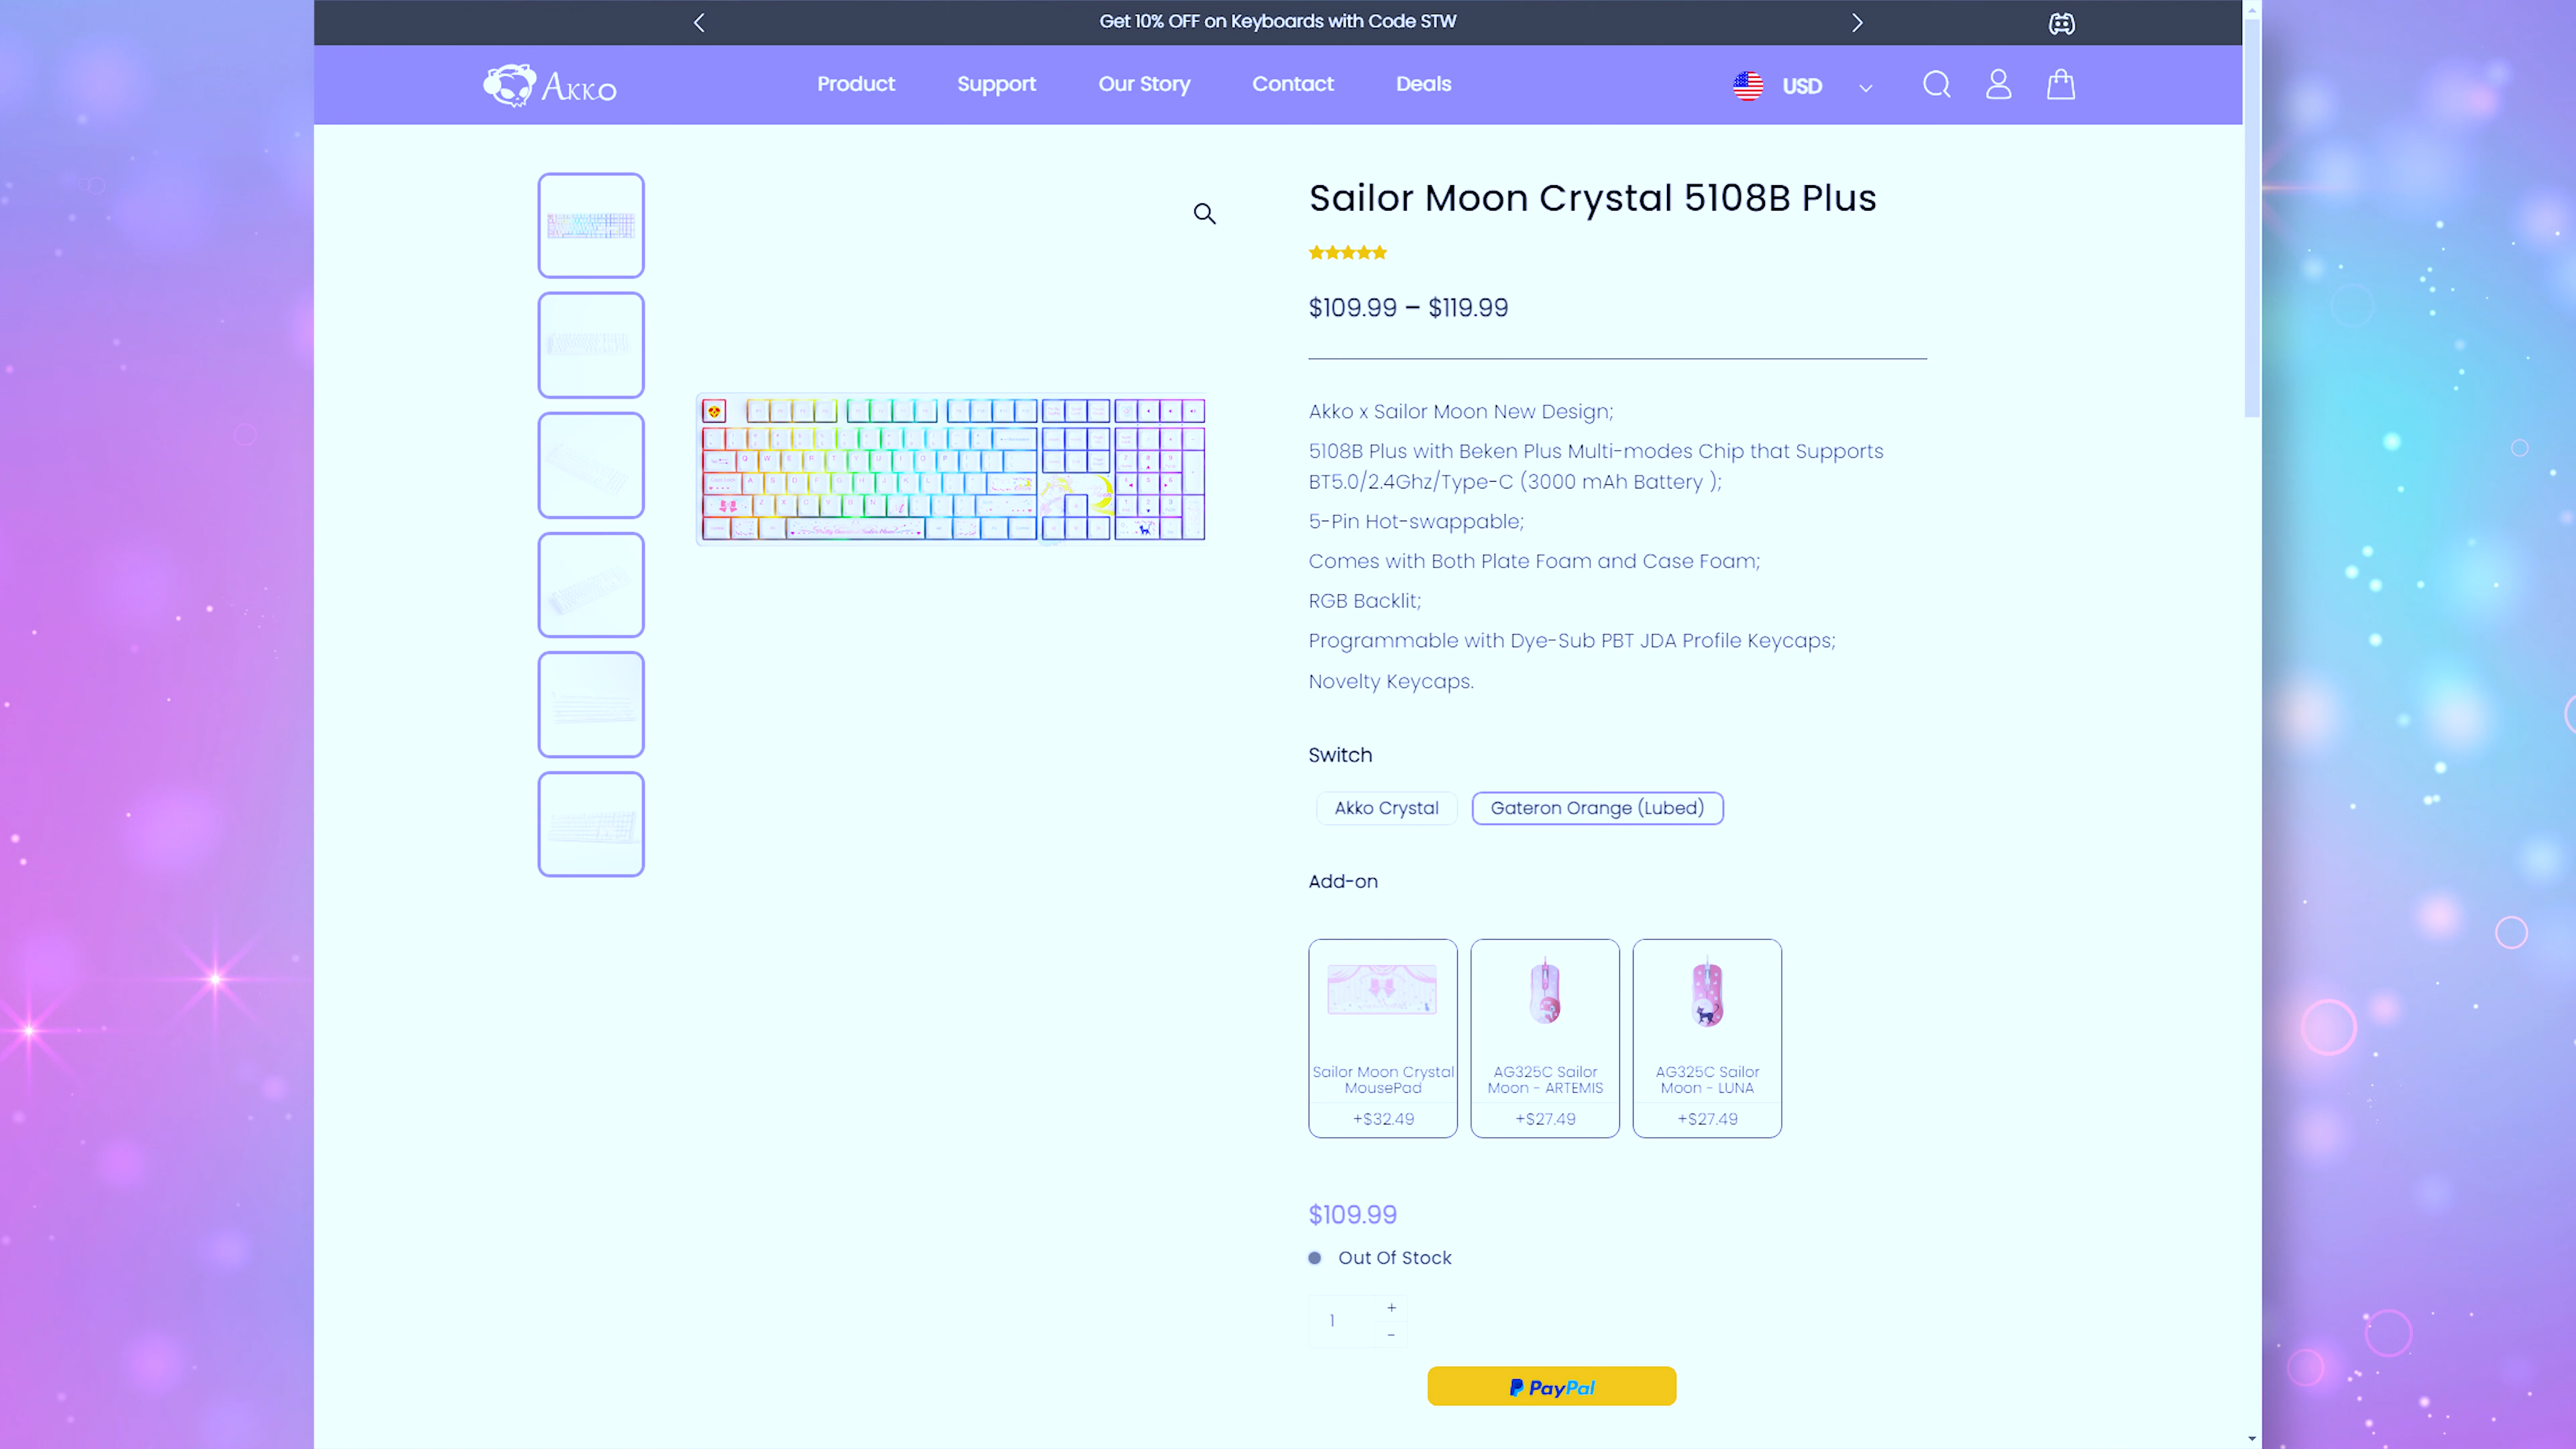 Get 10% OFF on Keyboards with Code STW
AKKO
Product
Support
Our Story
Contact
Deals
USD
Sailor Moon Crystal 5108B Plus
$109.99 – $119.99
Akko x Sailor Moon New Design;
5108B Plus with Beken Plus Multi-modes Chip that Supports
BT5.0/2.4Ghz/Type-C (3000 mAh Battery );
5-Pin Hot-swappable;
Comes with Both Plate Foam and Case Foam;
RGB Backlit;
Programmable with Dye-Sub PBT JDA Profile Keycaps;
Novelty Keycaps.
Switch
Akko Crystal
Gateron Orange (Lubed)
Add-on
Sailor Moon Crystal
MousePad
+$32.49
AG325C Sailor
Moon - ARTEMIS
+$27.49
AG325C Sailor
Moon - LUNA
+$27.49
$109.99
Out Of Stock
1
+
-
PayPal